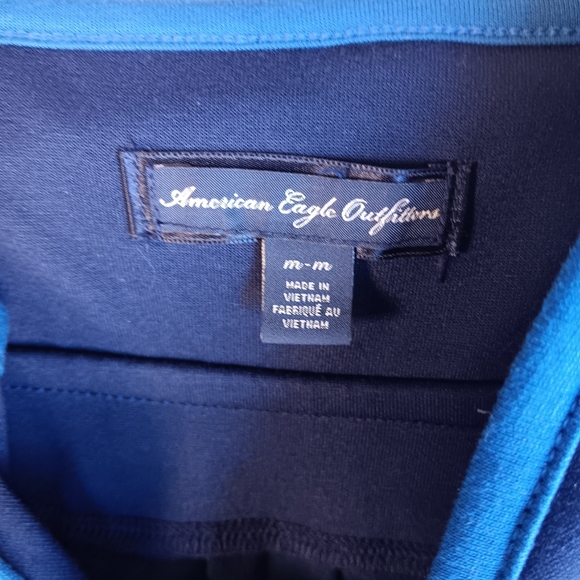 American Eagle Outfitters
m-m
MADE IN
VIETNAM
FABRIQUÉ AU
VIETNAM